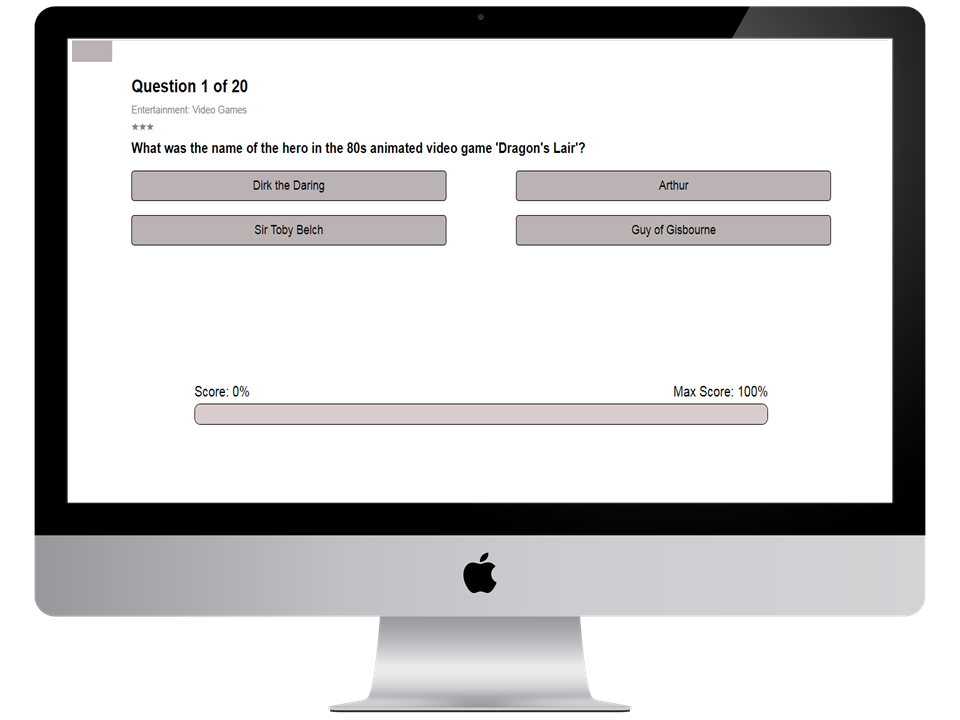 Question 1 of 20
Entertainment: Video Games
★★★
What was the name of the hero in the 80s animated video game 'Dragon's Lair'?
Dirk the Daring
Arthur
Sir Toby Belch
Guy of Gisbourne
Score: 0%
Max Score: 100%